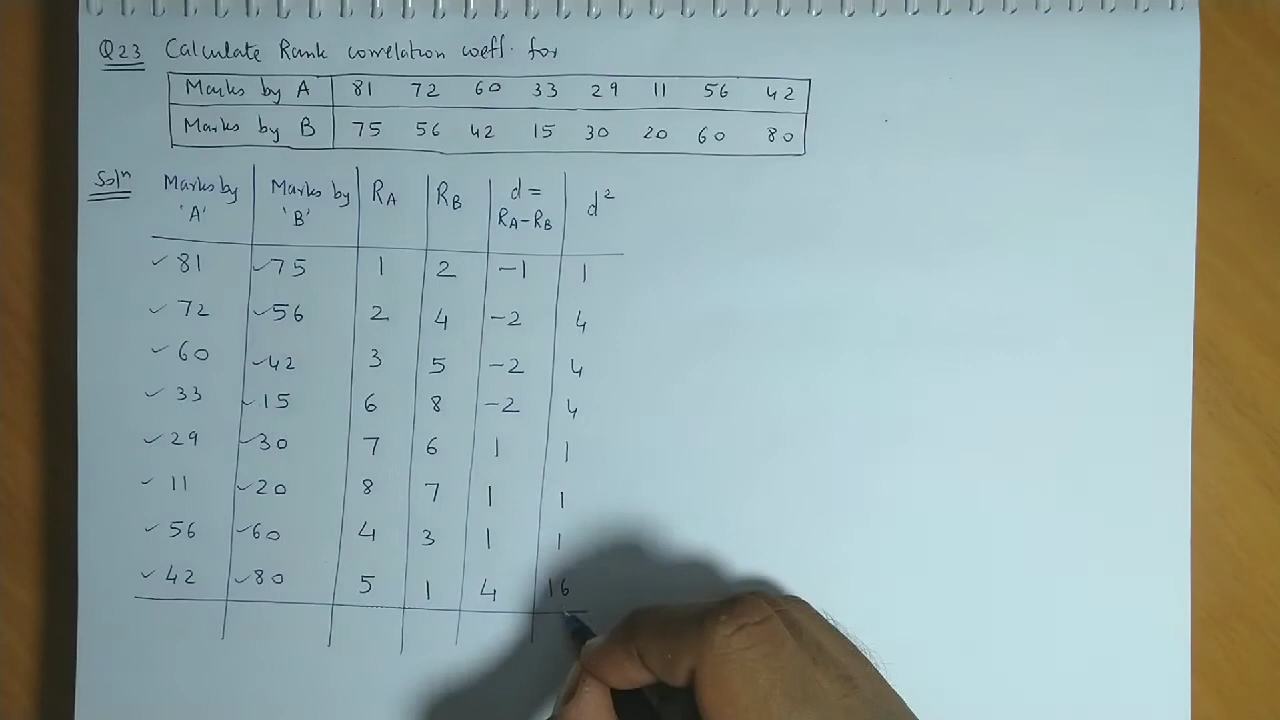 Q23 Calculate Rank correlation coeff. for
Marks by A 81 72 60 33 29 11 56 42
Marks by B 75 56 42 15 30 20 60 80
Solⁿ
Marks by 'A' Marks by 'B' R_A R_B d = R_A-R_B d²
✓81 ✓75 1 2 -1 1
✓72 ✓56 2 4 -2 4
✓60 ✓42 3 5 -2 4
✓33 ✓15 6 8 -2 4
✓29 ✓30 7 6 1 1
✓11 ✓20 8 7 1 1
✓56 ✓60 4 3 1 1
✓42 ✓80 5 1 4 16